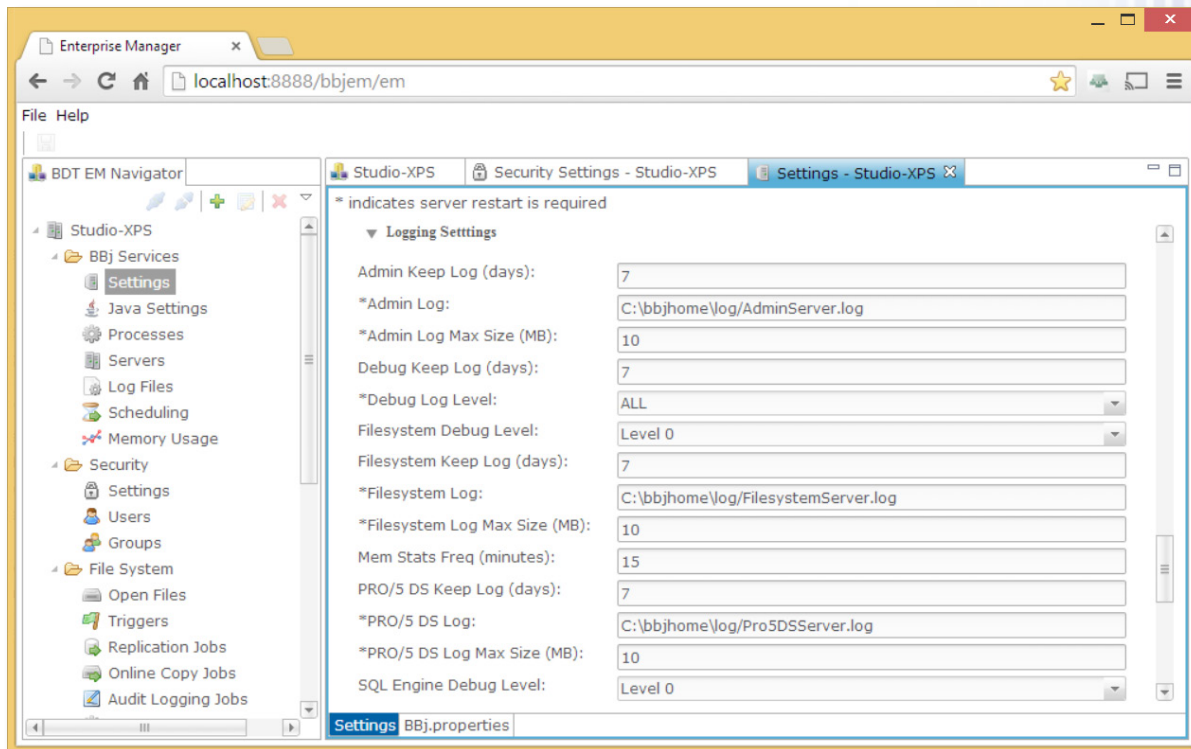 Enterprise Manager
localhost:8888/bbjem/em
File Help
BDT EM Navigator
Studio-XPS
BBj Services
Settings
Java Settings
Processes
Servers
Log Files
Scheduling
Memory Usage
Security
Settings
Users
Groups
File System
Open Files
Triggers
Replication Jobs
Online Copy Jobs
Audit Logging Jobs
Studio-XPS Security Settings - Studio-XPS Settings - Studio-XPS
* indicates server restart is required
Logging Setttings
Admin Keep Log (days): 7
*Admin Log: C:\bbjhome\log/AdminServer.log
*Admin Log Max Size (MB): 10
Debug Keep Log (days): 7
*Debug Log Level: ALL
Filesystem Debug Level: Level 0
Filesystem Keep Log (days): 7
*Filesystem Log: C:\bbjhome\log/FilesystemServer.log
*Filesystem Log Max Size (MB): 10
Mem Stats Freq (minutes): 15
PRO/5 DS Keep Log (days): 7
*PRO/5 DS Log: C:\bbjhome\log/Pro5DSServer.log
*PRO/5 DS Log Max Size (MB): 10
SQL Engine Debug Level: Level 0
Settings BBj.properties